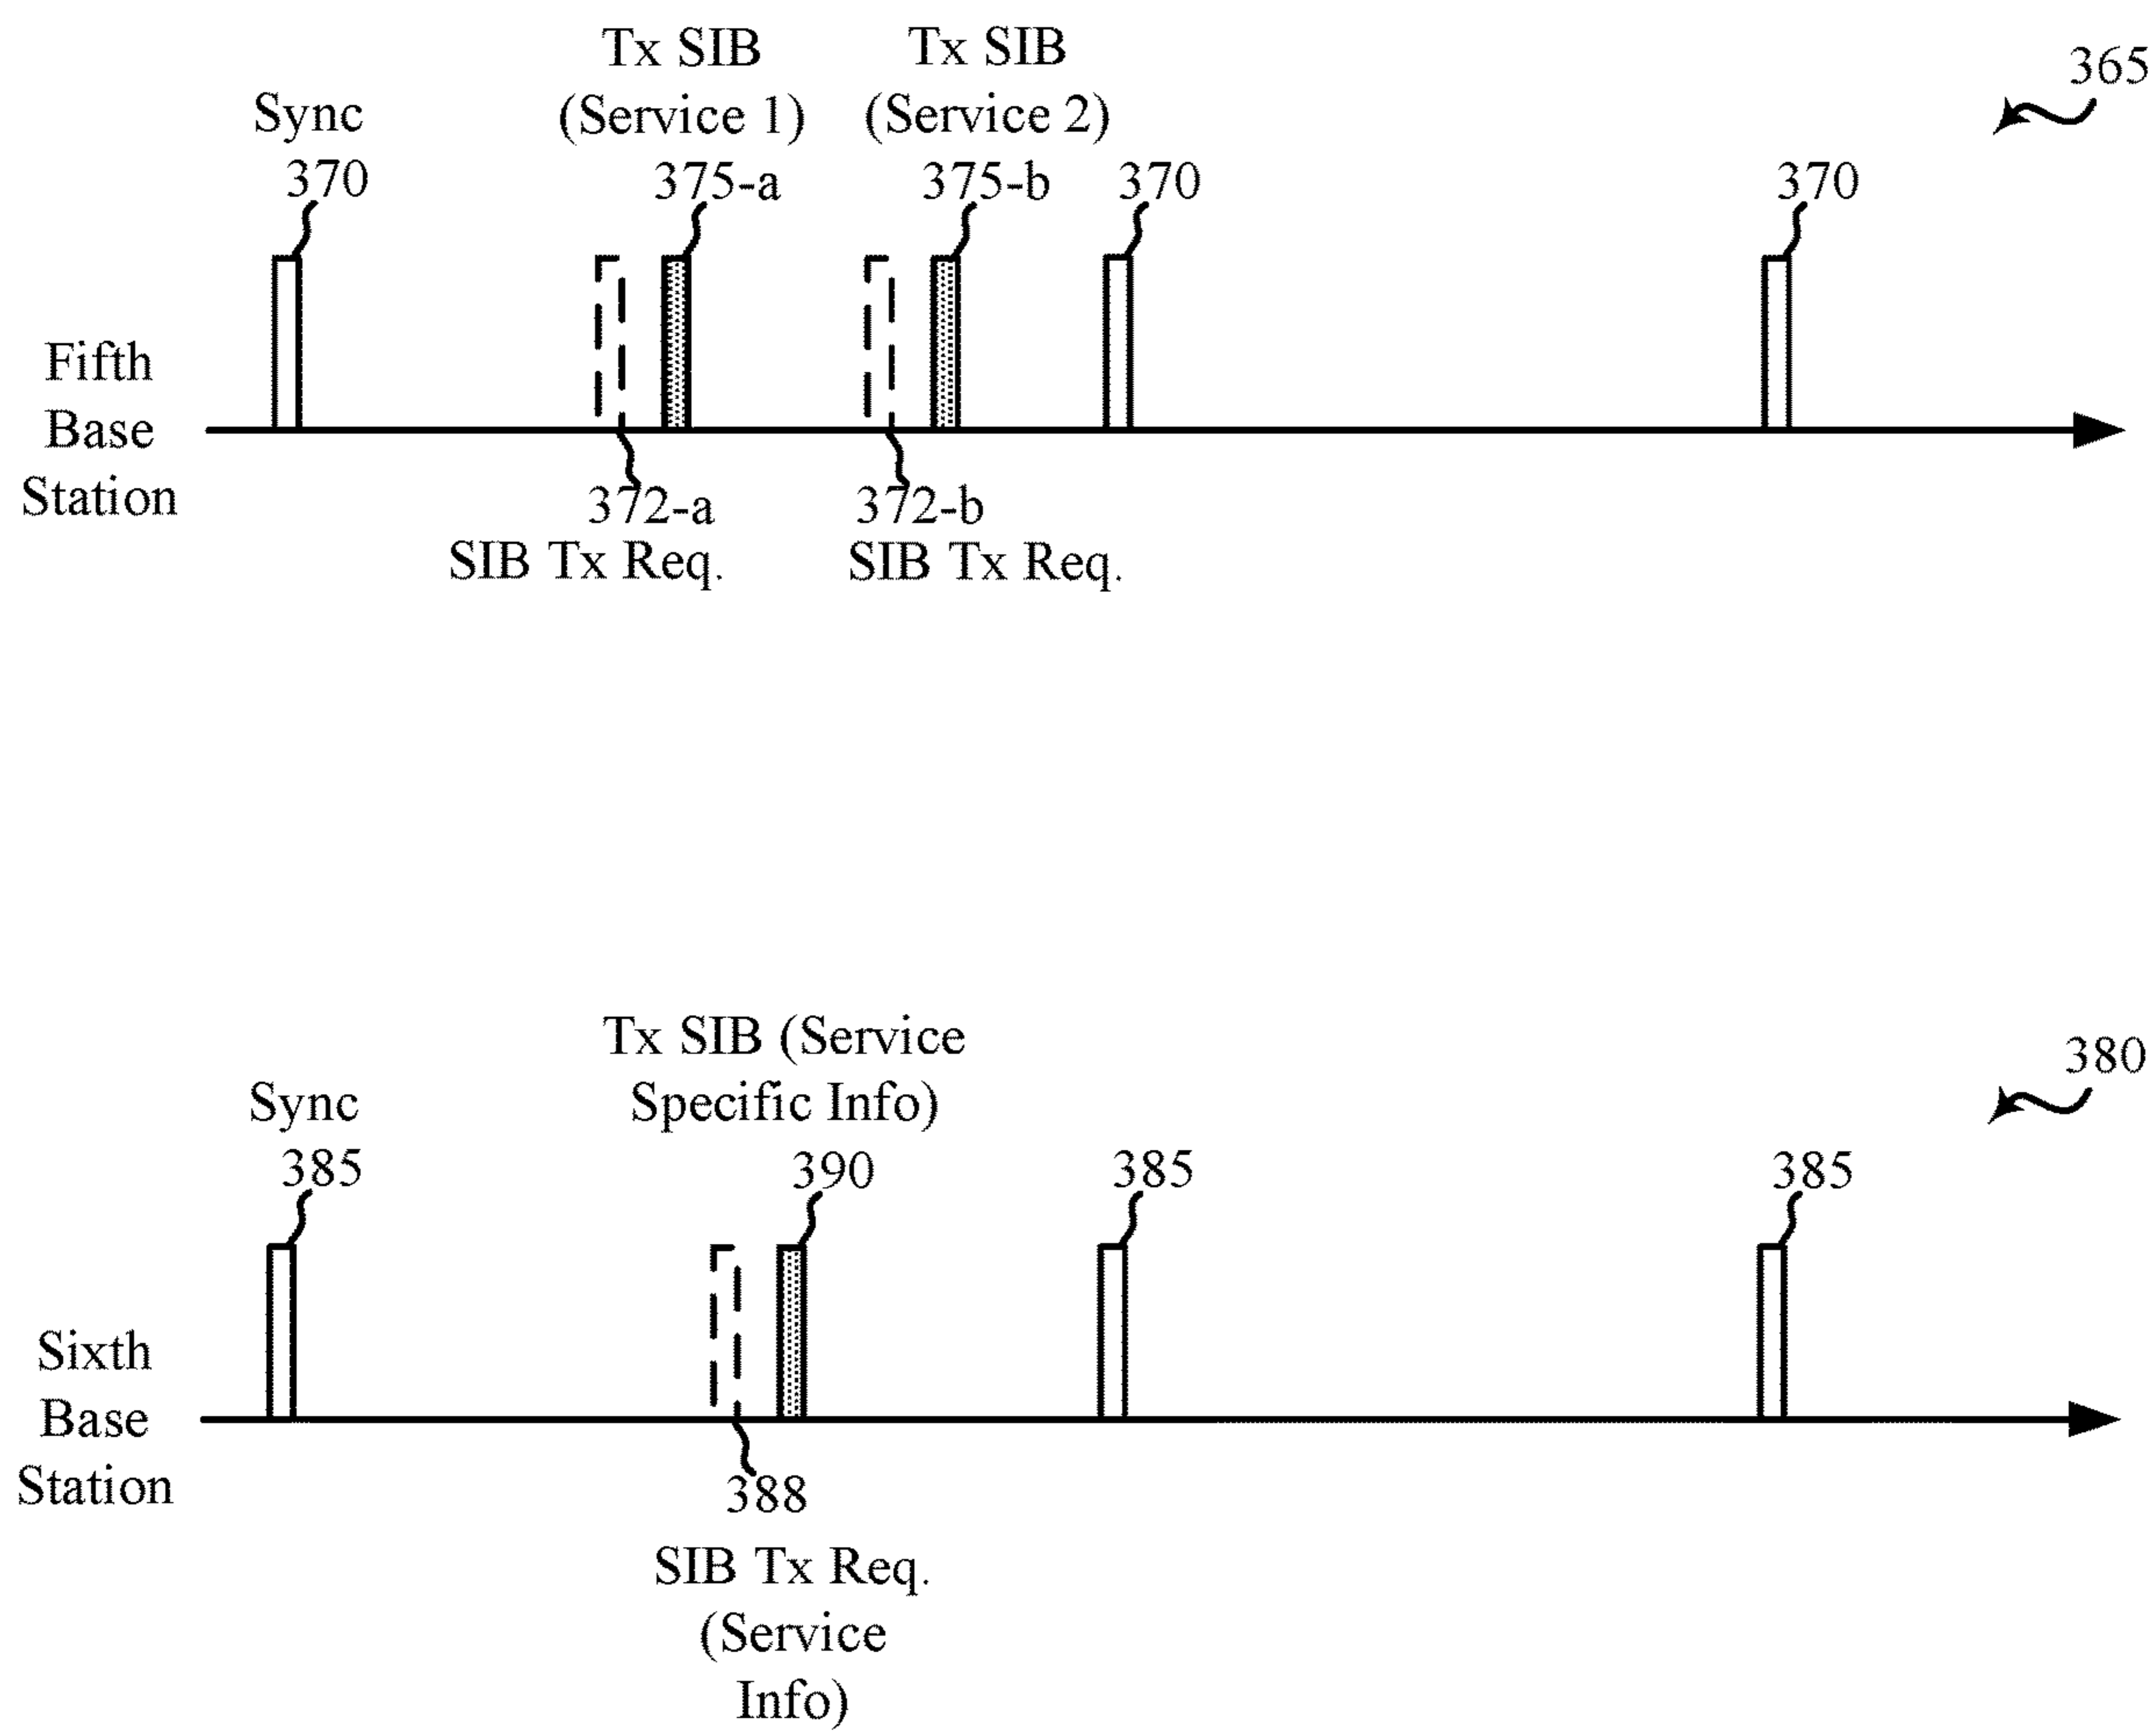 Tx SIB
(Service 1)
Tx SIB
(Service 2)
365
Sync
370
375-a
375-b
370
370
Fifth
Base
Station
372-a
SIB Tx Req.
372-b
SIB Tx Req.
Tx SIB (Service
Specific Info)
380
Sync
385
390
385
385
Sixth
Base
Station
388
SIB Tx Req.
(Service
Info)